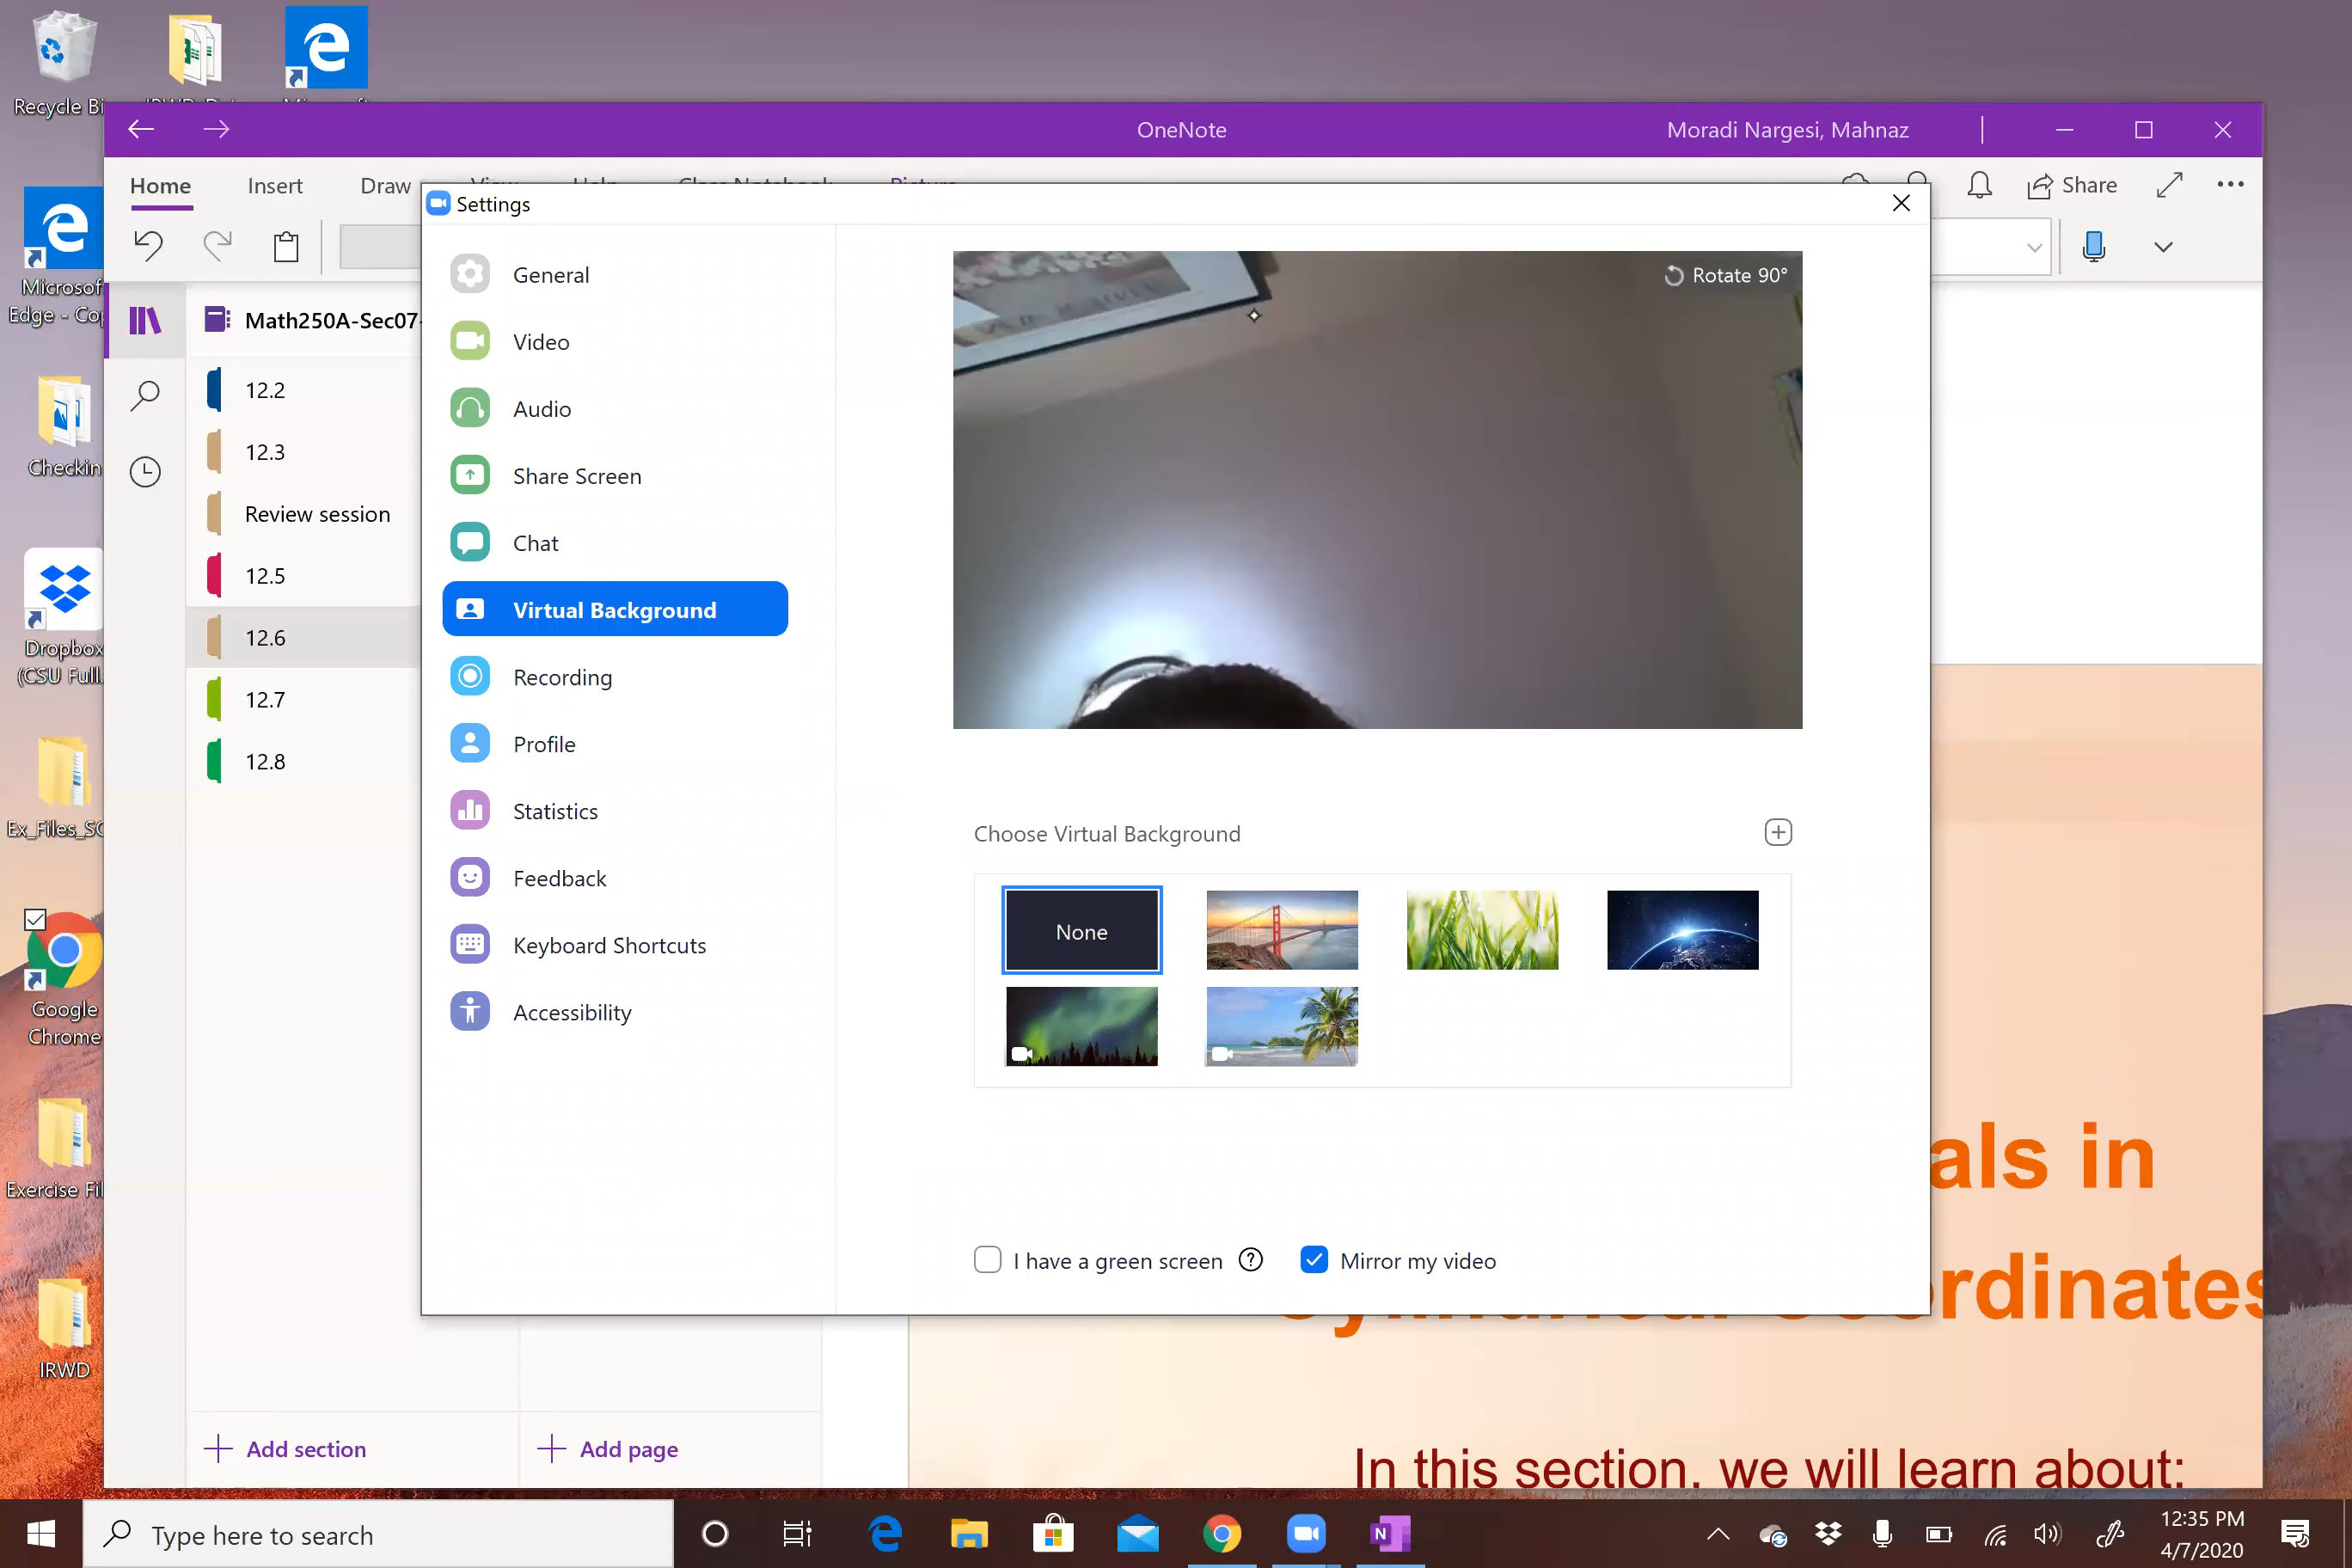 Recycle Bi
OneNote
Moradi Nargesi, Mahnaz
Home
Insert
Draw
Share
Settings
Microsof
Edge - Cop
Math250A-Sec07-
12.2
12.3
Review session
12.5
12.6
12.7
12.8
Checkin
Dropbox
(CSU Full.
Ex_Files_SC
Google
Chrome
Exercise Fil
IRWD
General
Video
Audio
Share Screen
Chat
Virtual Background
Recording
Profile
Statistics
Feedback
Keyboard Shortcuts
Accessibility
Rotate 90°
Choose Virtual Background
None
I have a green screen
Mirror my video
als in
rdinates
In this section, we will learn about:
Add section
Add page
Type here to search
12:35 PM
4/7/2020